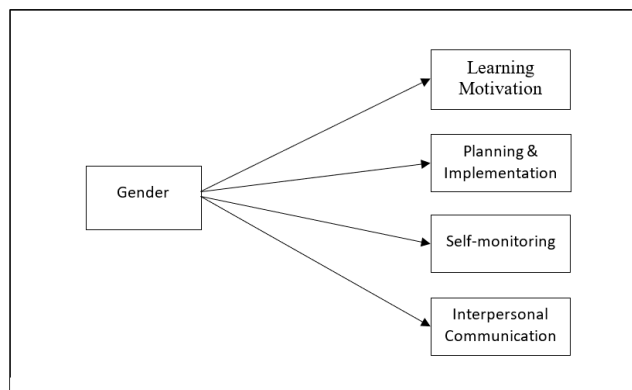 Learning
Motivation
Planning &
Implementation
Gender
Self-monitoring
Interpersonal
Communication